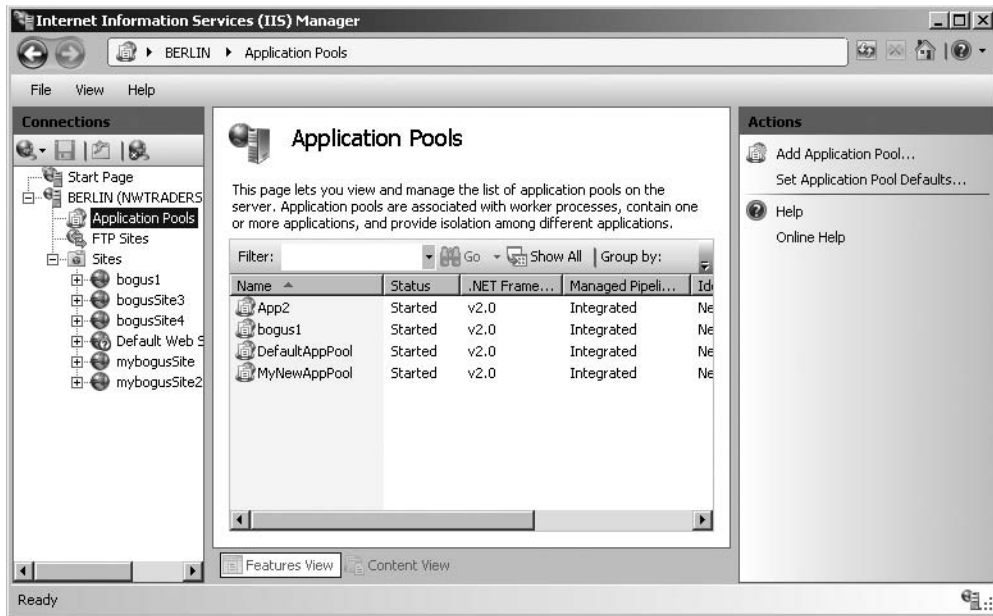 Internet Information Services (IIS) Manager
BERLIN Application Pools
File View Help
Connections
Start Page
BERLIN (NWTRADERS
Application Pools
FTP Sites
Sites
bogus1
bogusSite3
bogusSite4
Default Web S
mybogusSite
mybogusSite2
Application Pools
This page lets you view and manage the list of application pools on the
server. Application pools are associated with worker processes, contain one
or more applications, and provide isolation among different applications.
Filter: Go Show All Group by:
Name Status .NET Frame... Managed Pipeli... Ide
App2 Started v2.0 Integrated Ne
bogus1 Started v2.0 Integrated Ne
DefaultAppPool Started v2.0 Integrated Ne
MyNewAppPool Started v2.0 Integrated Ne
Features View Content View
Actions
Add Application Pool...
Set Application Pool Defaults...
Help
Online Help
Ready